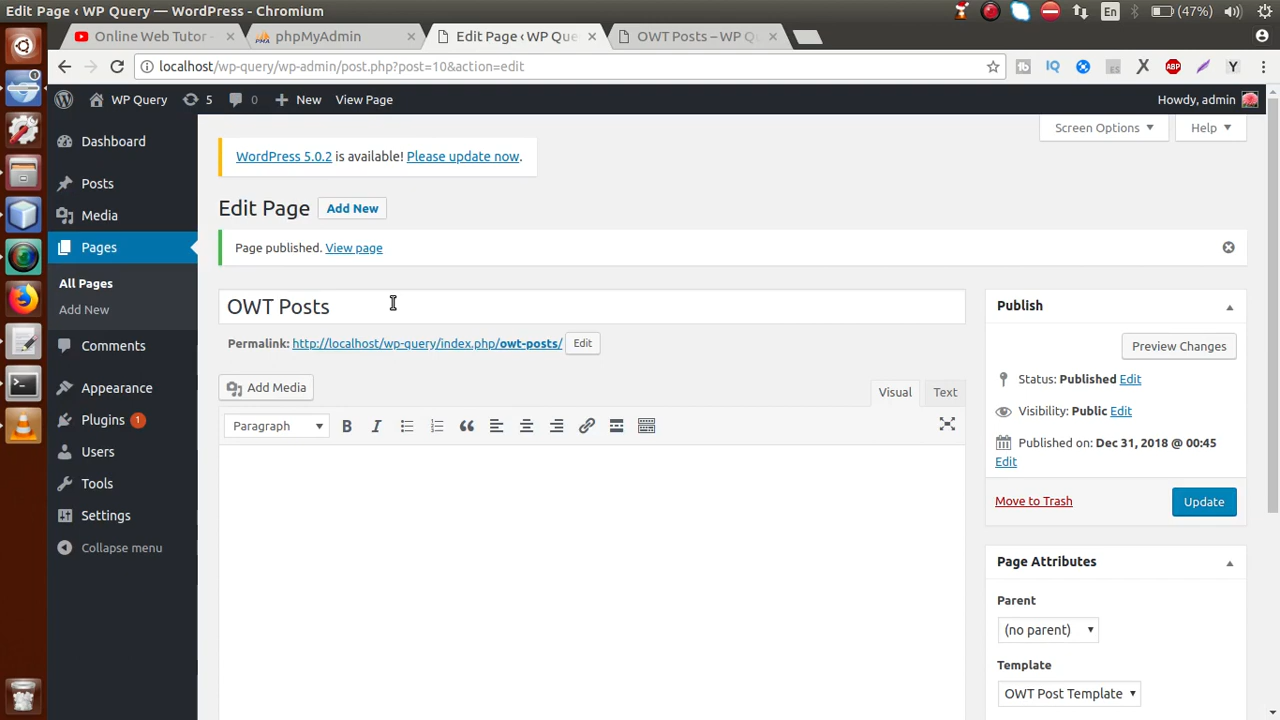 Edit Page ‹ WP Query — WordPress - Chromium
En
(47%)
Online Web Tutor -
phpMyAdmin
Edit Page ‹ WP Que
OWT Posts – WP Q
localhost/wp-query/wp-admin/post.php?post=10&action=edit
IQ
ABP
Y
WP Query
5
0
New
View Page
Howdy, admin
Screen Options
Help
Dashboard
Posts
Media
Pages
All Pages
Add New
Comments
Appearance
Plugins 1
Users
Tools
Settings
Collapse menu
WordPress 5.0.2 is available! Please update now.
Edit Page
Add New
Page published. View page
OWT Posts
Permalink: http://localhost/wp-query/index.php/owt-posts/
Edit
Add Media
Visual
Text
Paragraph
B
I
Publish
Preview Changes
Status: Published Edit
Visibility: Public Edit
Published on: Dec 31, 2018 @ 00:45
Edit
Move to Trash
Update
Page Attributes
Parent
(no parent)
Template
OWT Post Template